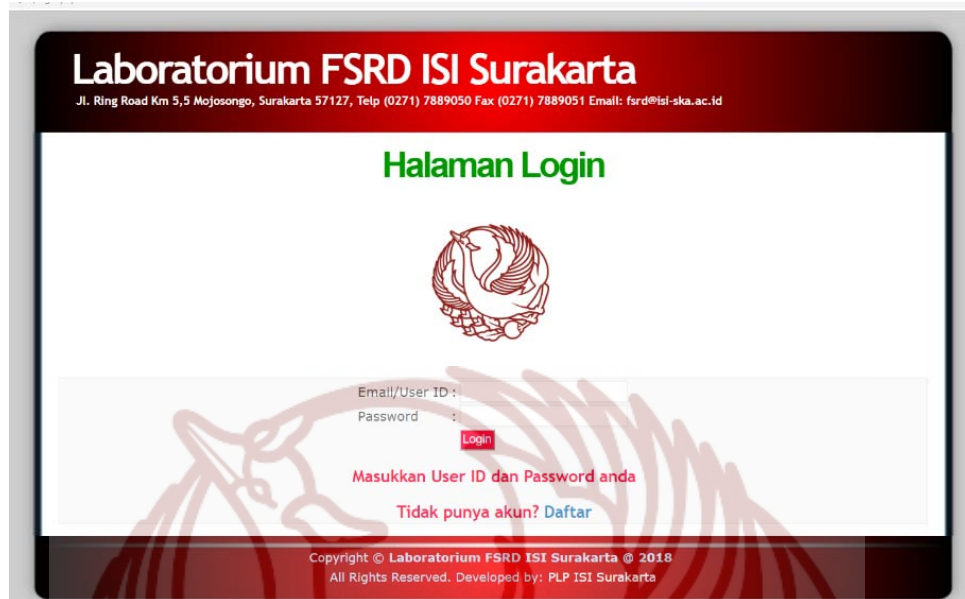 Laboratorium FSRD ISI Surakarta
Jl. Ring Road Km 5,5 Mojosongo, Surakarta 57127, Telp (0271) 7889050 Fax (0271) 7889051 Email: fsrd@isi-ska.ac.id
Halaman Login
Email/User ID :
Password :
Login
Masukkan User ID dan Password anda
Tidak punya akun? Daftar
Copyright © Laboratorium FSRD ISI Surakarta @ 2018
All Rights Reserved. Developed by: PLP ISI Surakarta